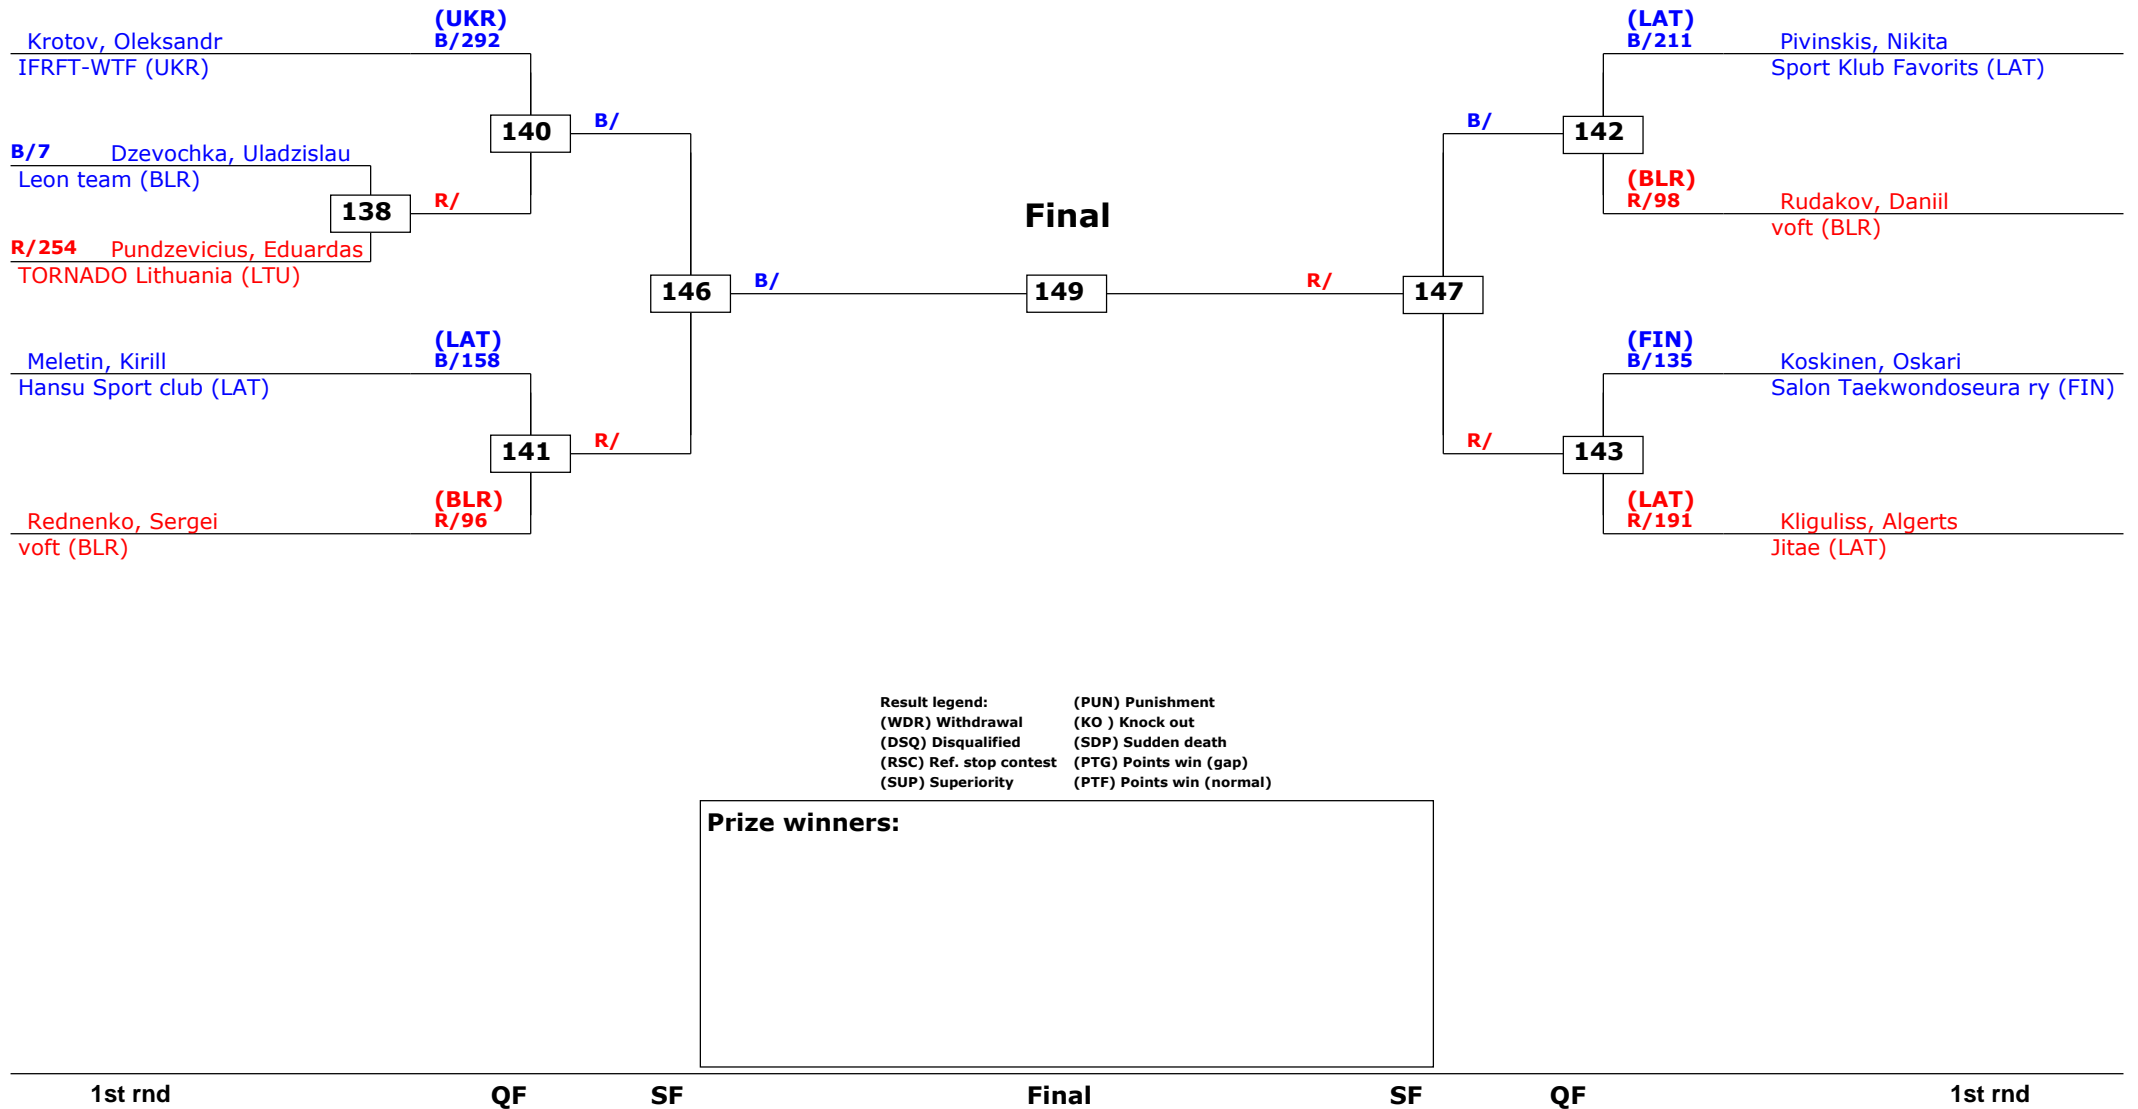 (UKR)
Krotov, Oleksandr B/292
IFRFT-WTF (UKR)
140
B/
B/7 Dzevochka, Uladzislau
Leon team (BLR)
138
R/
R/254 Pundzevicius, Eduardas
TORNADO Lithuania (LTU)
146
B/
(LAT)
Meletin, Kirill B/158
Hansu Sport club (LAT)
141
R/
(BLR)
Rednenko, Sergei R/96
voft (BLR)
Final
149
(LAT)
B/211 Pivinskis, Nikita
Sport Klub Favorits (LAT)
B/
142
(BLR)
R/98 Rudakov, Daniil
voft (BLR)
R/
147
(FIN)
B/135 Koskinen, Oskari
Salon Taekwondoseura ry (FIN)
R/
143
(LAT)
R/191 Kliguliss, Algerts
Jitae (LAT)
Result legend: (PUN) Punishment
(WDR) Withdrawal (KO ) Knock out
(DSQ) Disqualified (SDP) Sudden death
(RSC) Ref. stop contest (PTG) Points win (gap)
(SUP) Superiority (PTF) Points win (normal)
Prize winners:
1st rnd QF SF Final SF QF 1st rnd